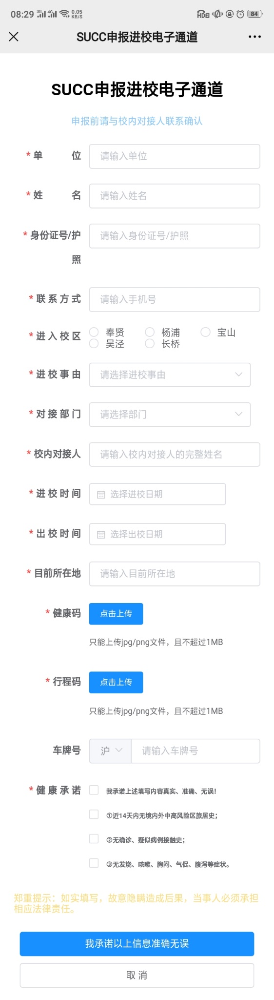 08:29 3G 4G 0.05 KB/S HD2 84
SUCC申报进校电子通道
SUCC申报进校电子通道
申报前请与校内对接人联系确认
* 单 位 请输入单位
* 姓 名 请输入姓名
* 身份证号/护 请输入身份证号/护照
照
* 联系方式 请输入手机号
* 进入校区 奉贤 杨浦 宝山
吴泾 长桥
* 进校事由 请选择进校事由
* 对接部门 请选择部门
* 校内对接人 请输入校内对接人的完整姓名
* 进校时间 选择进校日期
* 出校时间 选择出校日期
* 目前所在地 请输入目前所在地
* 健康码 点击上传
只能上传jpg/png文件，且不超过1MB
* 行程码 点击上传
只能上传jpg/png文件，且不超过1MB
车牌号 沪 请输入车牌号
* 健康承诺 我承诺上述填写内容真实、准确、无误！
①近14天内无境内外中高风险区旅居史；
②无确诊、疑似病例接触史；
③无发烧、咳嗽、胸闷、气促、腹泻等症状。
郑重提示：如实填写，故意隐瞒造成后果，当事人必须承担
相应法律责任。
我承诺以上信息准确无误
取 消